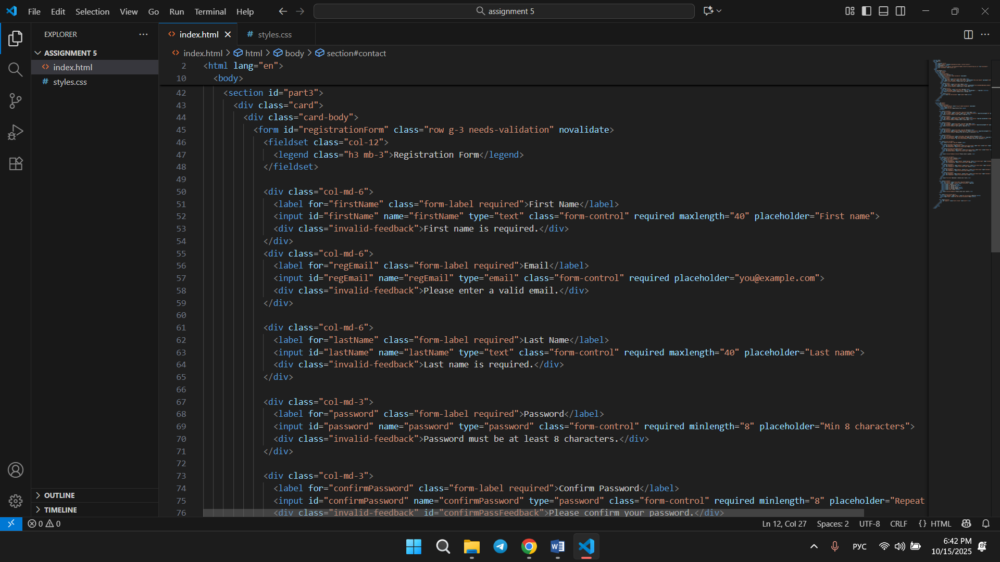 File Edit Selection View Go Run Terminal Help
assignment 5
EXPLORER
ASSIGNMENT 5
index.html
styles.css
OUTLINE
TIMELINE
index.html
# styles.css
index.html > html > body > section#contact
2 <html lang="en">
10 <body>
42 <section id="part3">
43 <div class="card">
44 <div class="card-body">
45 <form id="registrationForm" class="row g-3 needs-validation" novalidate>
46 <fieldset class="col-12">
47 <legend class="h3 mb-3">Registration Form</legend>
48 </fieldset>
49
50 <div class="col-md-6">
51 <label for="firstName" class="form-label required">First Name</label>
52 <input id="firstName" name="firstName" type="text" class="form-control" required maxlength="40" placeholder="First name">
53 <div class="invalid-feedback">First name is required.</div>
54 </div>
55 <div class="col-md-6">
56 <label for="regEmail" class="form-label required">Email</label>
57 <input id="regEmail" name="regEmail" type="email" class="form-control" required placeholder="you@example.com">
58 <div class="invalid-feedback">Please enter a valid email.</div>
59 </div>
60
61 <div class="col-md-6">
62 <label for="lastName" class="form-label required">Last Name</label>
63 <input id="lastName" name="lastName" type="text" class="form-control" required maxlength="40" placeholder="Last name">
64 <div class="invalid-feedback">Last name is required.</div>
65 </div>
66
67 <div class="col-md-3">
68 <label for="password" class="form-label required">Password</label>
69 <input id="password" name="password" type="password" class="form-control" required minlength="8" placeholder="Min 8 characters">
70 <div class="invalid-feedback">Password must be at least 8 characters.</div>
71 </div>
72
73 <div class="col-md-3">
74 <label for="confirmPassword" class="form-label required">Confirm Password</label>
75 <input id="confirmPassword" name="confirmPassword" type="password" class="form-control" required minlength="8" placeholder="Repeat
76 <div class="invalid-feedback" id="confirmPassFeedback">Please confirm your password.</div>
0 0
Ln 12, Col 27 Spaces: 2 UTF-8 CRLF {} HTML
РУС
6:42 PM
10/15/2025